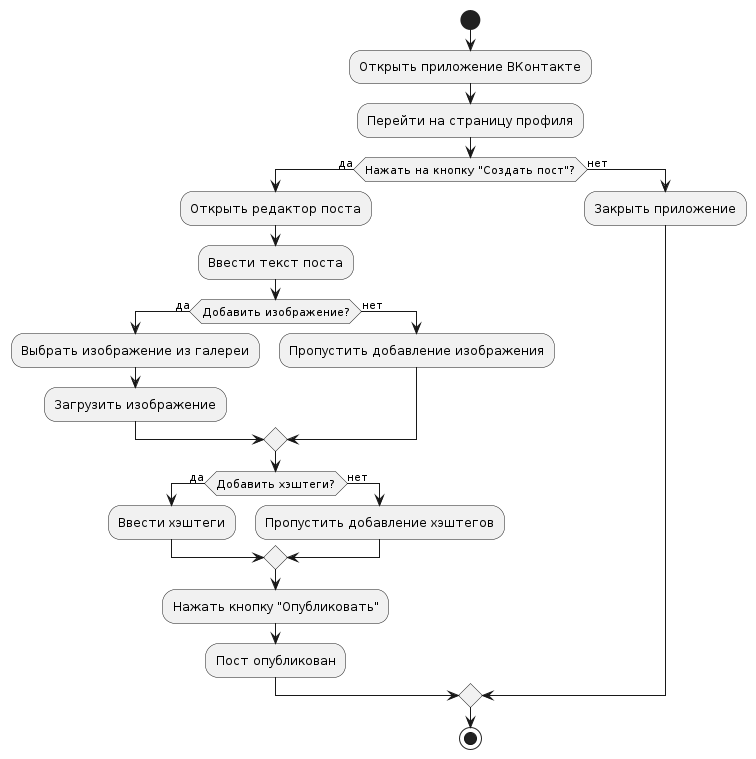 Открыть приложение ВКонтакте
Перейти на страницу профиля
да
Нажать на кнопку "Создать пост"?
нет
Открыть редактор поста
Закрыть приложение
Ввести текст поста
да
Добавить изображение?
нет
Выбрать изображение из галереи
Пропустить добавление изображения
Загрузить изображение
да
Добавить хэштеги?
нет
Ввести хэштеги
Пропустить добавление хэштегов
Нажать кнопку "Опубликовать"
Пост опубликован